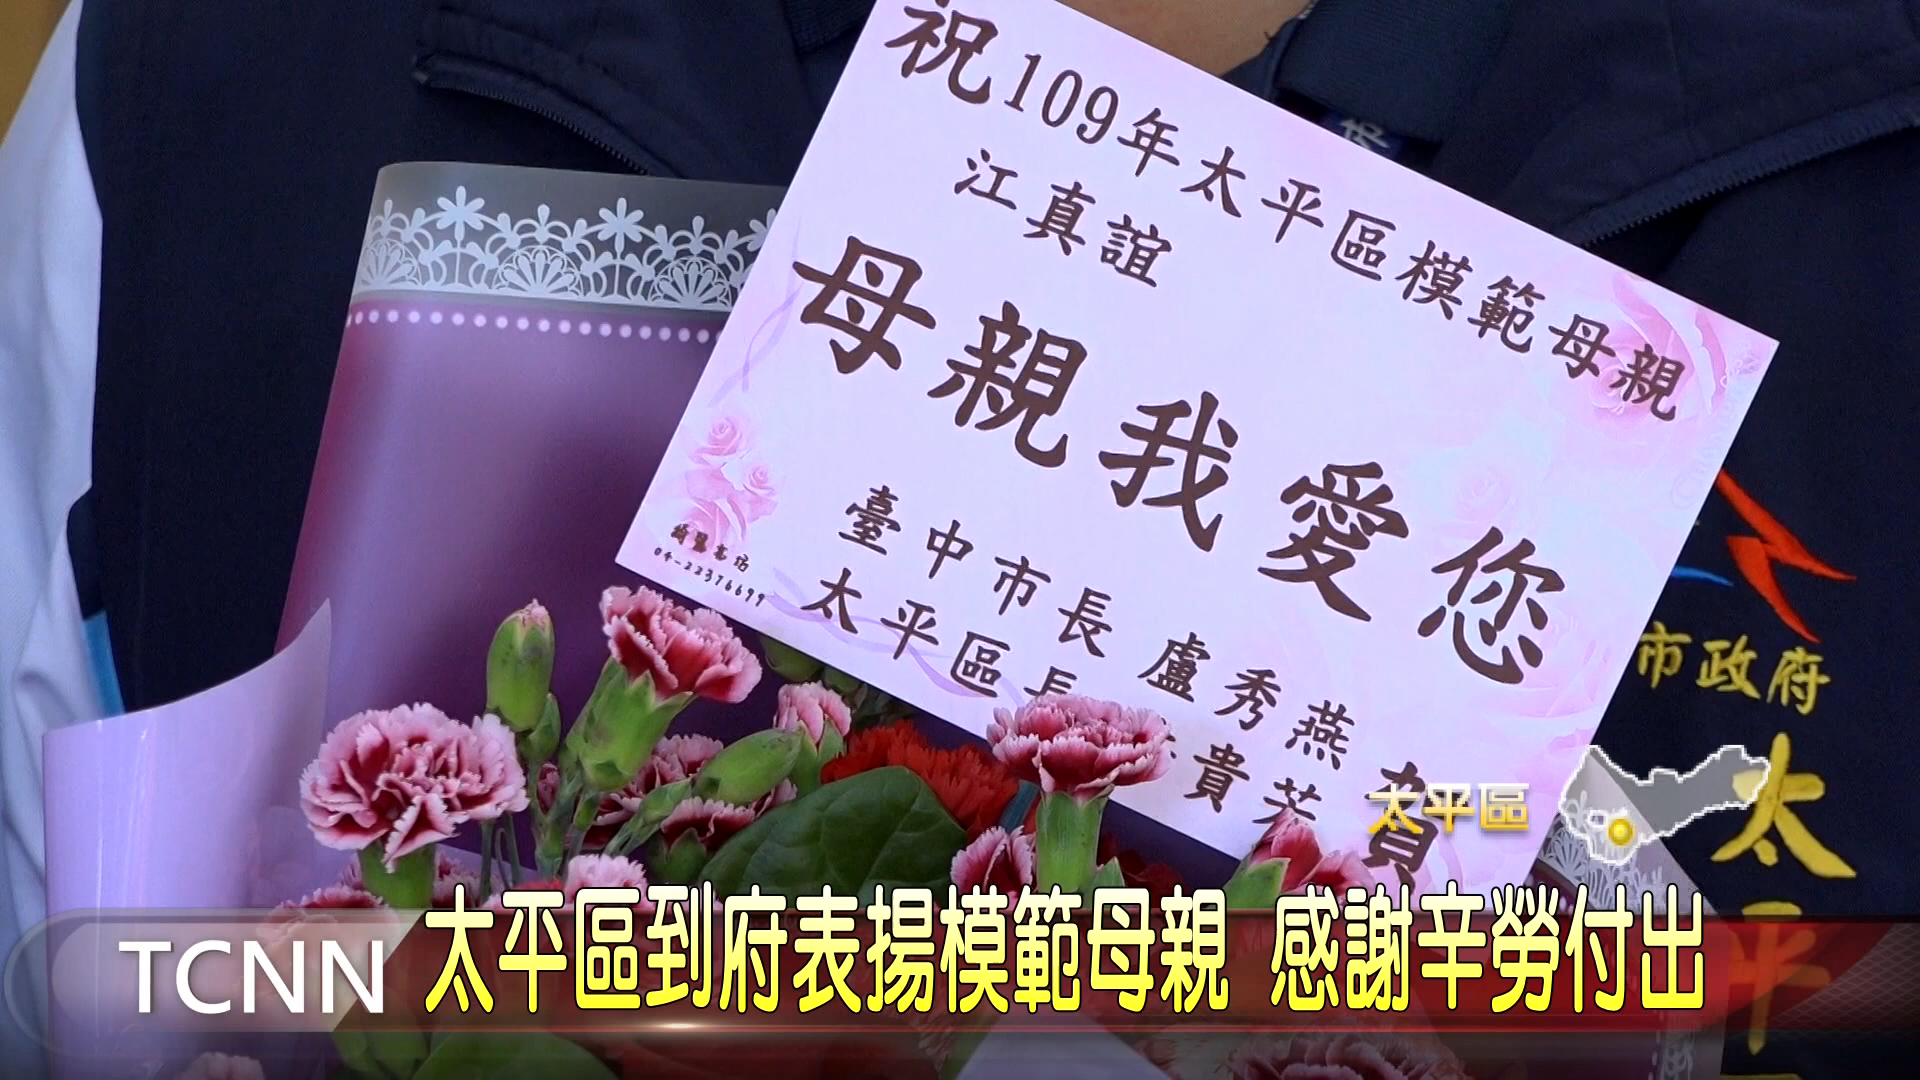 祝109年太平區模範母親
江真誼
母親我愛您
臺中市長 盧秀燕
太平區長 貴芳
賀
04-22376699
市政府
太平
太平區
TCNN
太平區到府表揚模範母親 感謝辛勞付出